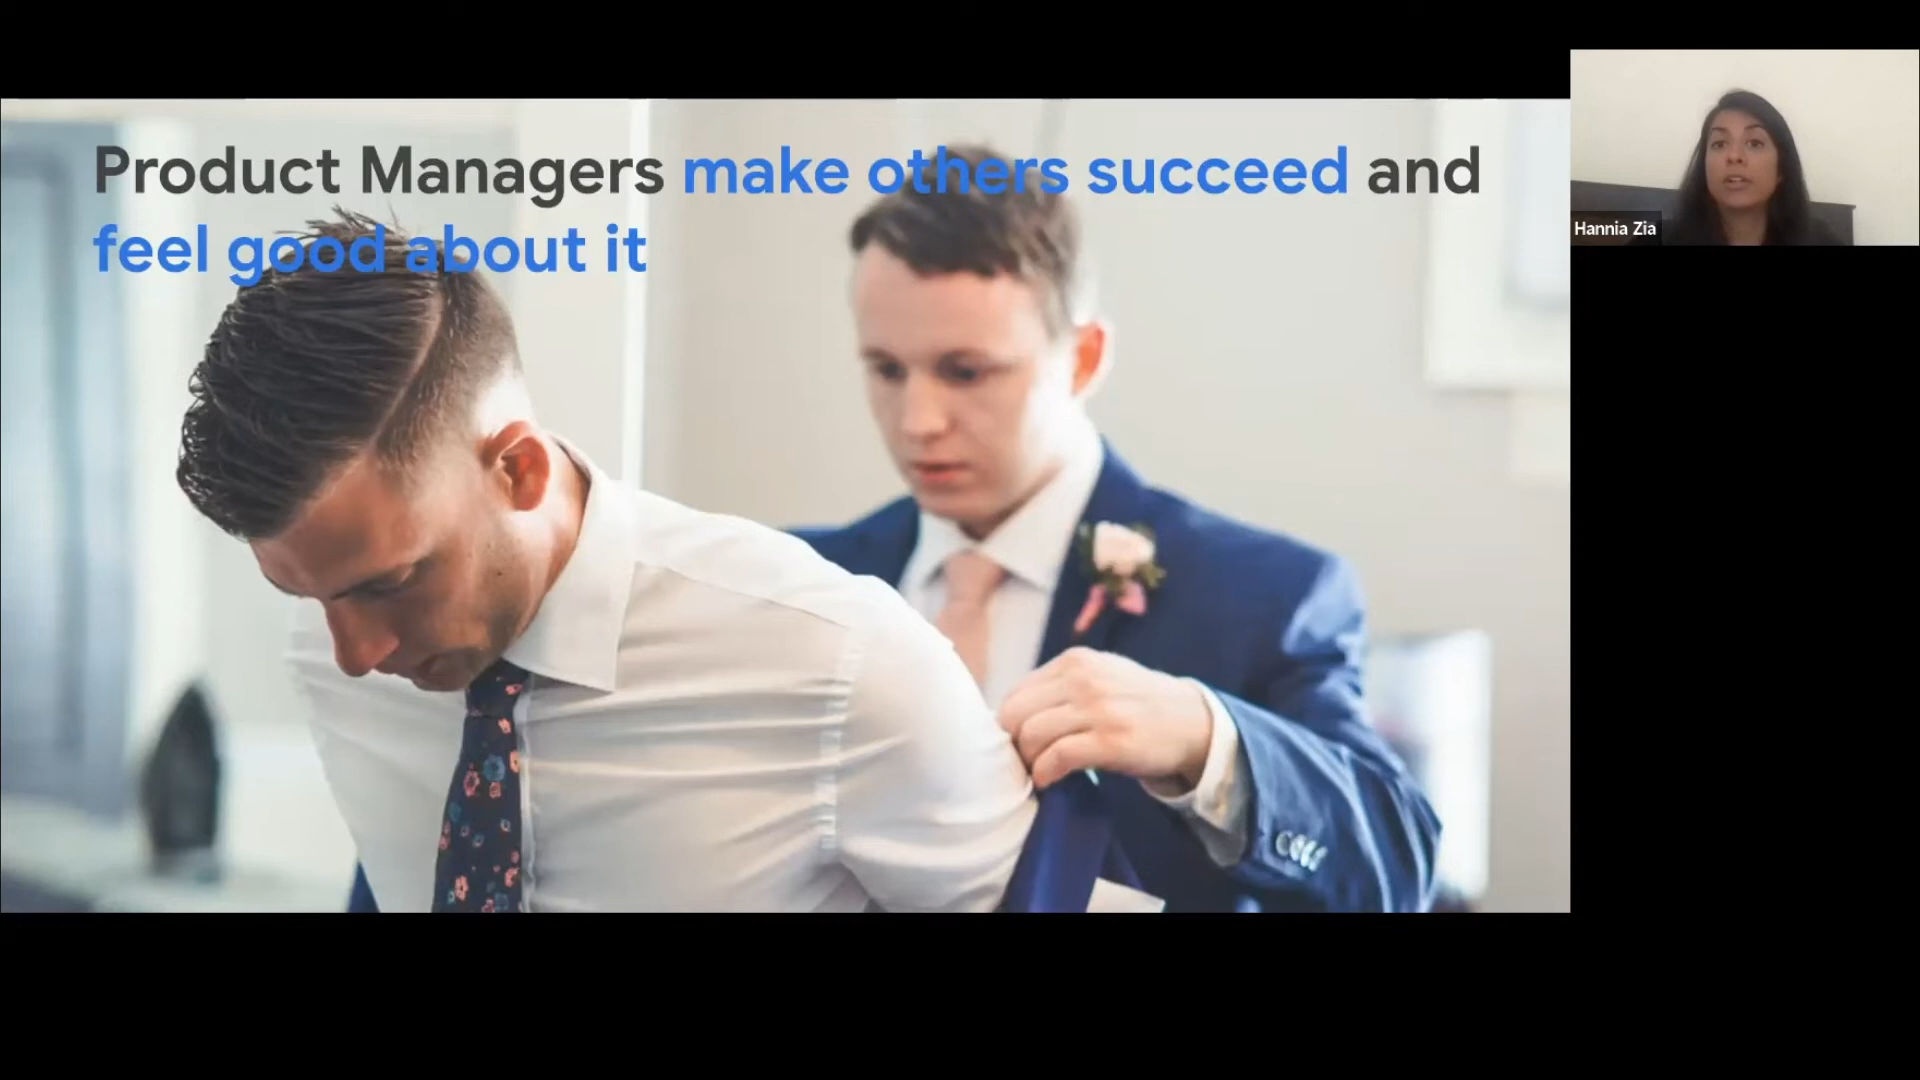 Product Managers make others succeed and
feel good about it
Hannia Zia